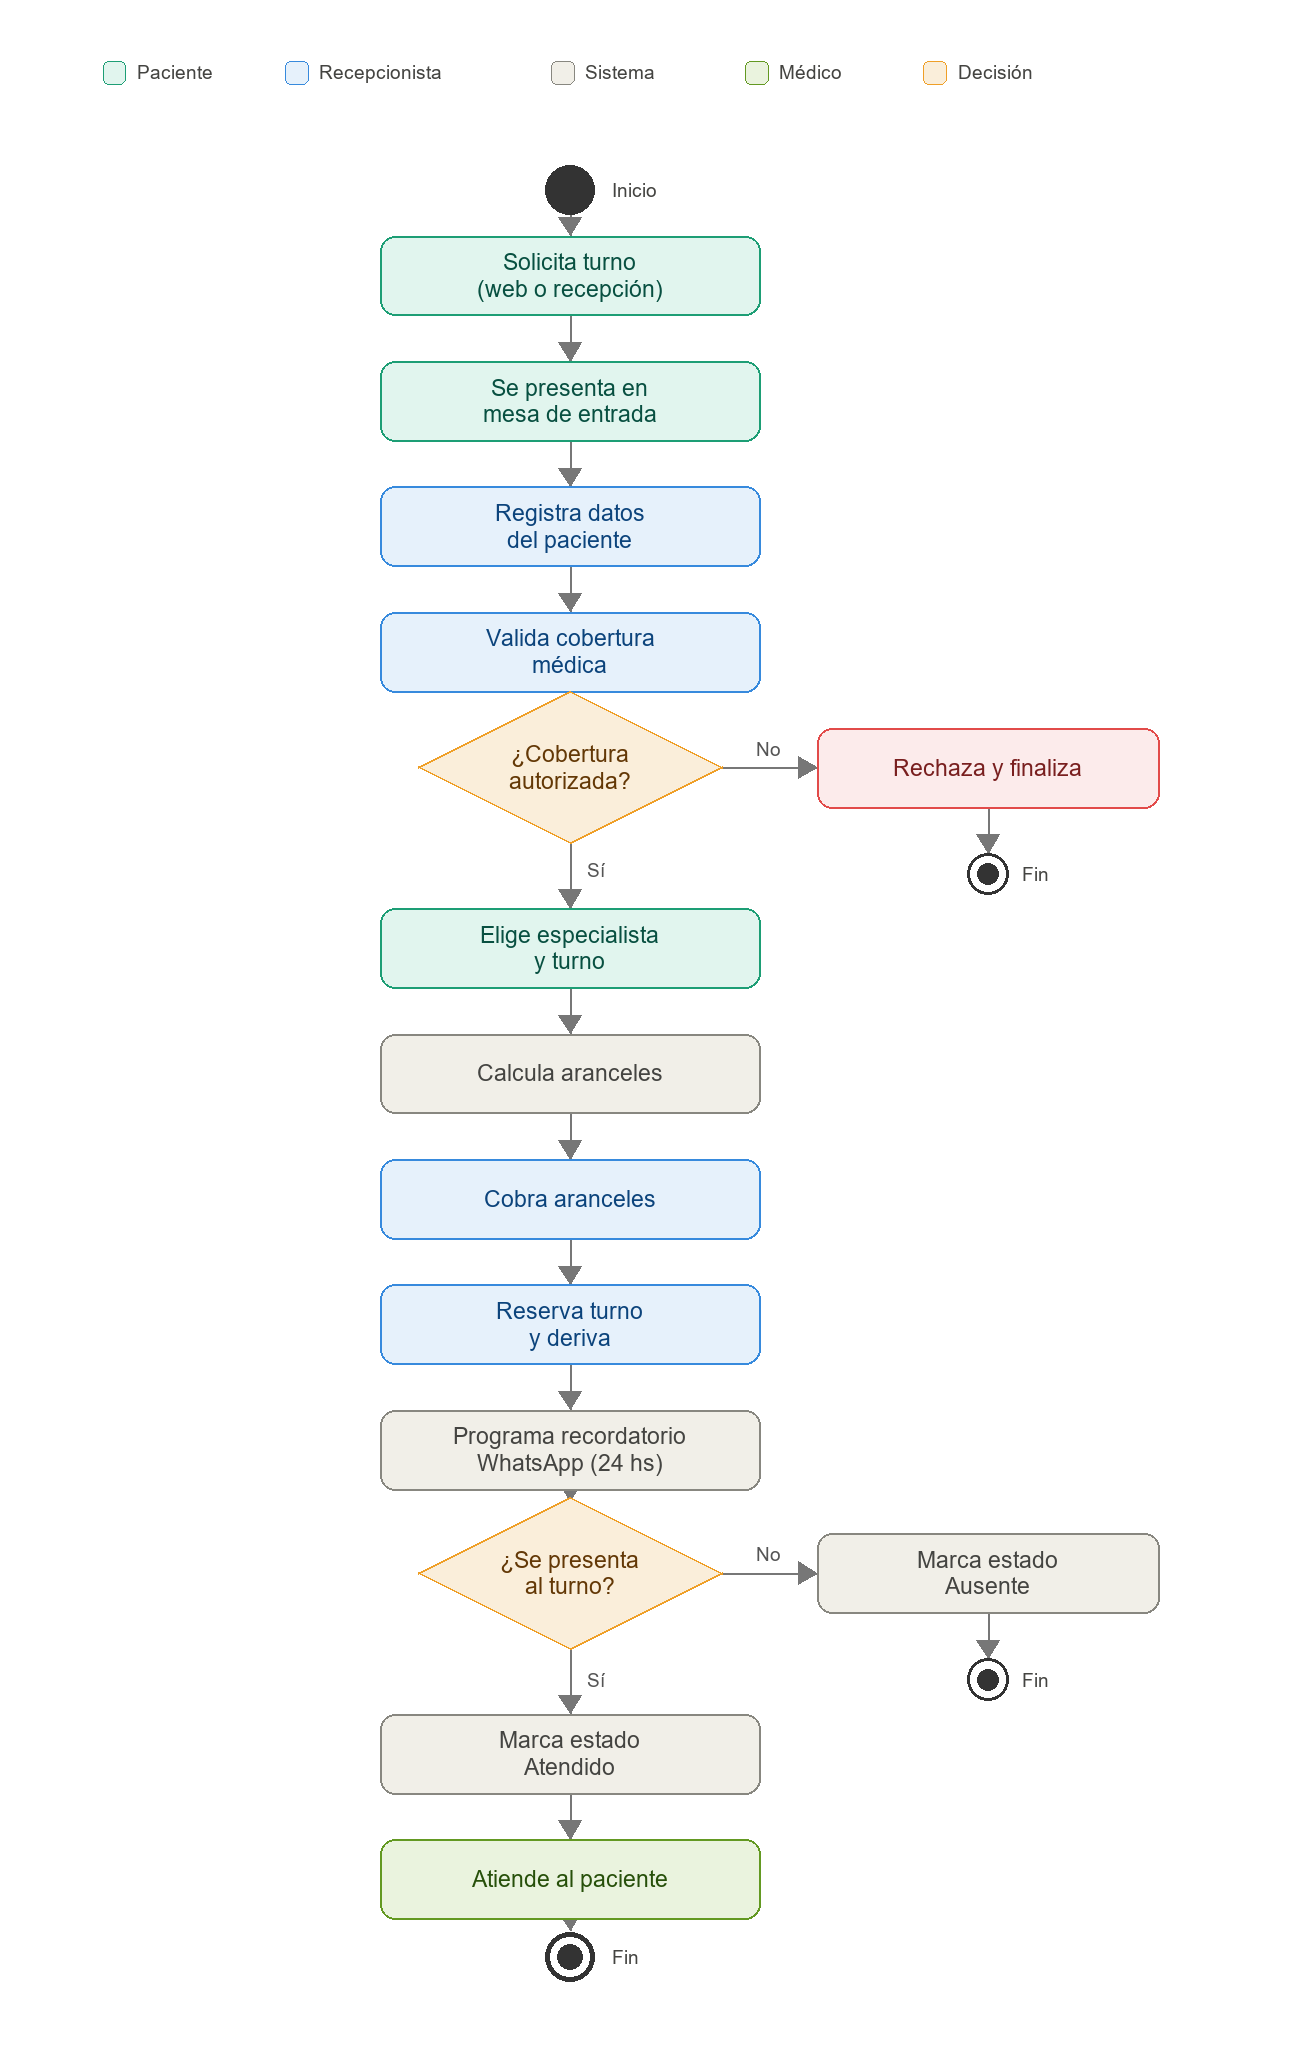 Paciente
Recepcionista
Sistema
Médico
Decisión
Inicio
Solicita turno
(web o recepción)
Se presenta en
mesa de entrada
Registra datos
del paciente
Valida cobertura
médica
¿Cobertura
autorizada?
No
Rechaza y finaliza
Fin
Sí
Elige especialista
y turno
Calcula aranceles
Cobra aranceles
Reserva turno
y deriva
Programa recordatorio
WhatsApp (24 hs)
¿Se presenta
al turno?
No
Marca estado
Ausente
Fin
Sí
Marca estado
Atendido
Atiende al paciente
Fin